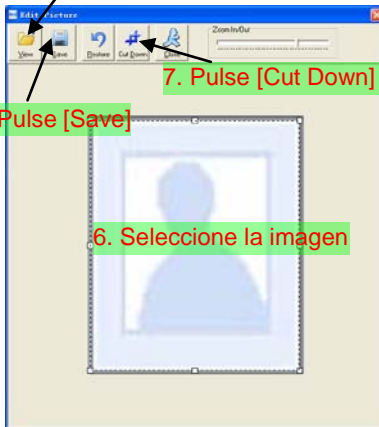 Edit Picture
View Save Restore Cut Down Close
Zoom In/Out
7. Pulse [Cut Down]
Pulse [Save]
6. Seleccione la imagen